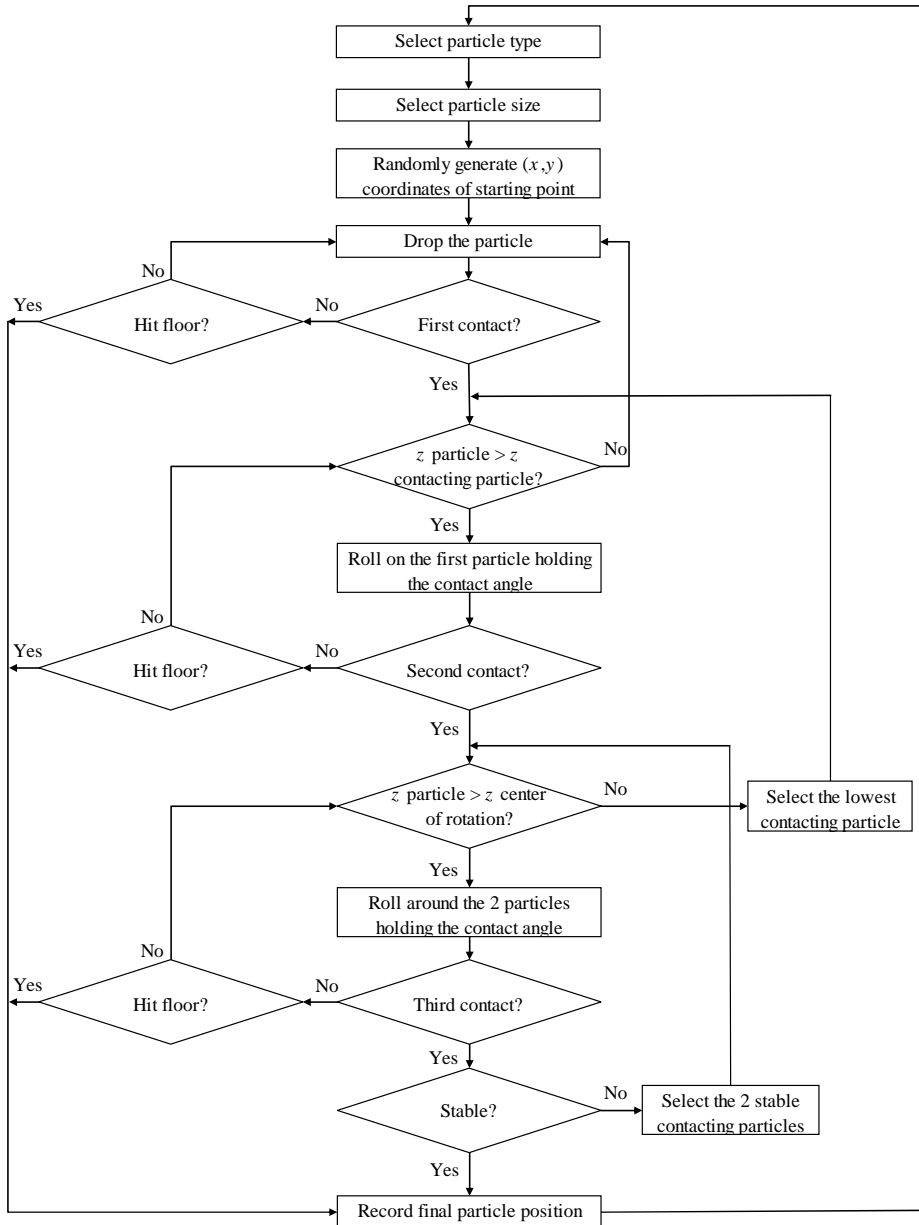 Select particle type
Select particle size
Randomly generate (x,y)
coordinates of starting point
Drop the particle
No
Yes
Hit floor?
No
First contact?
Yes
z particle > z
contacting particle?
No
Yes
Roll on the first particle holding
the contact angle
No
Yes
Hit floor?
No
Second contact?
Yes
z particle > z center
of rotation?
No
Select the lowest
contacting particle
Yes
Roll around the 2 particles
holding the contact angle
No
Yes
Hit floor?
No
Third contact?
Yes
Stable?
No
Select the 2 stable
contacting particles
Yes
Record final particle position